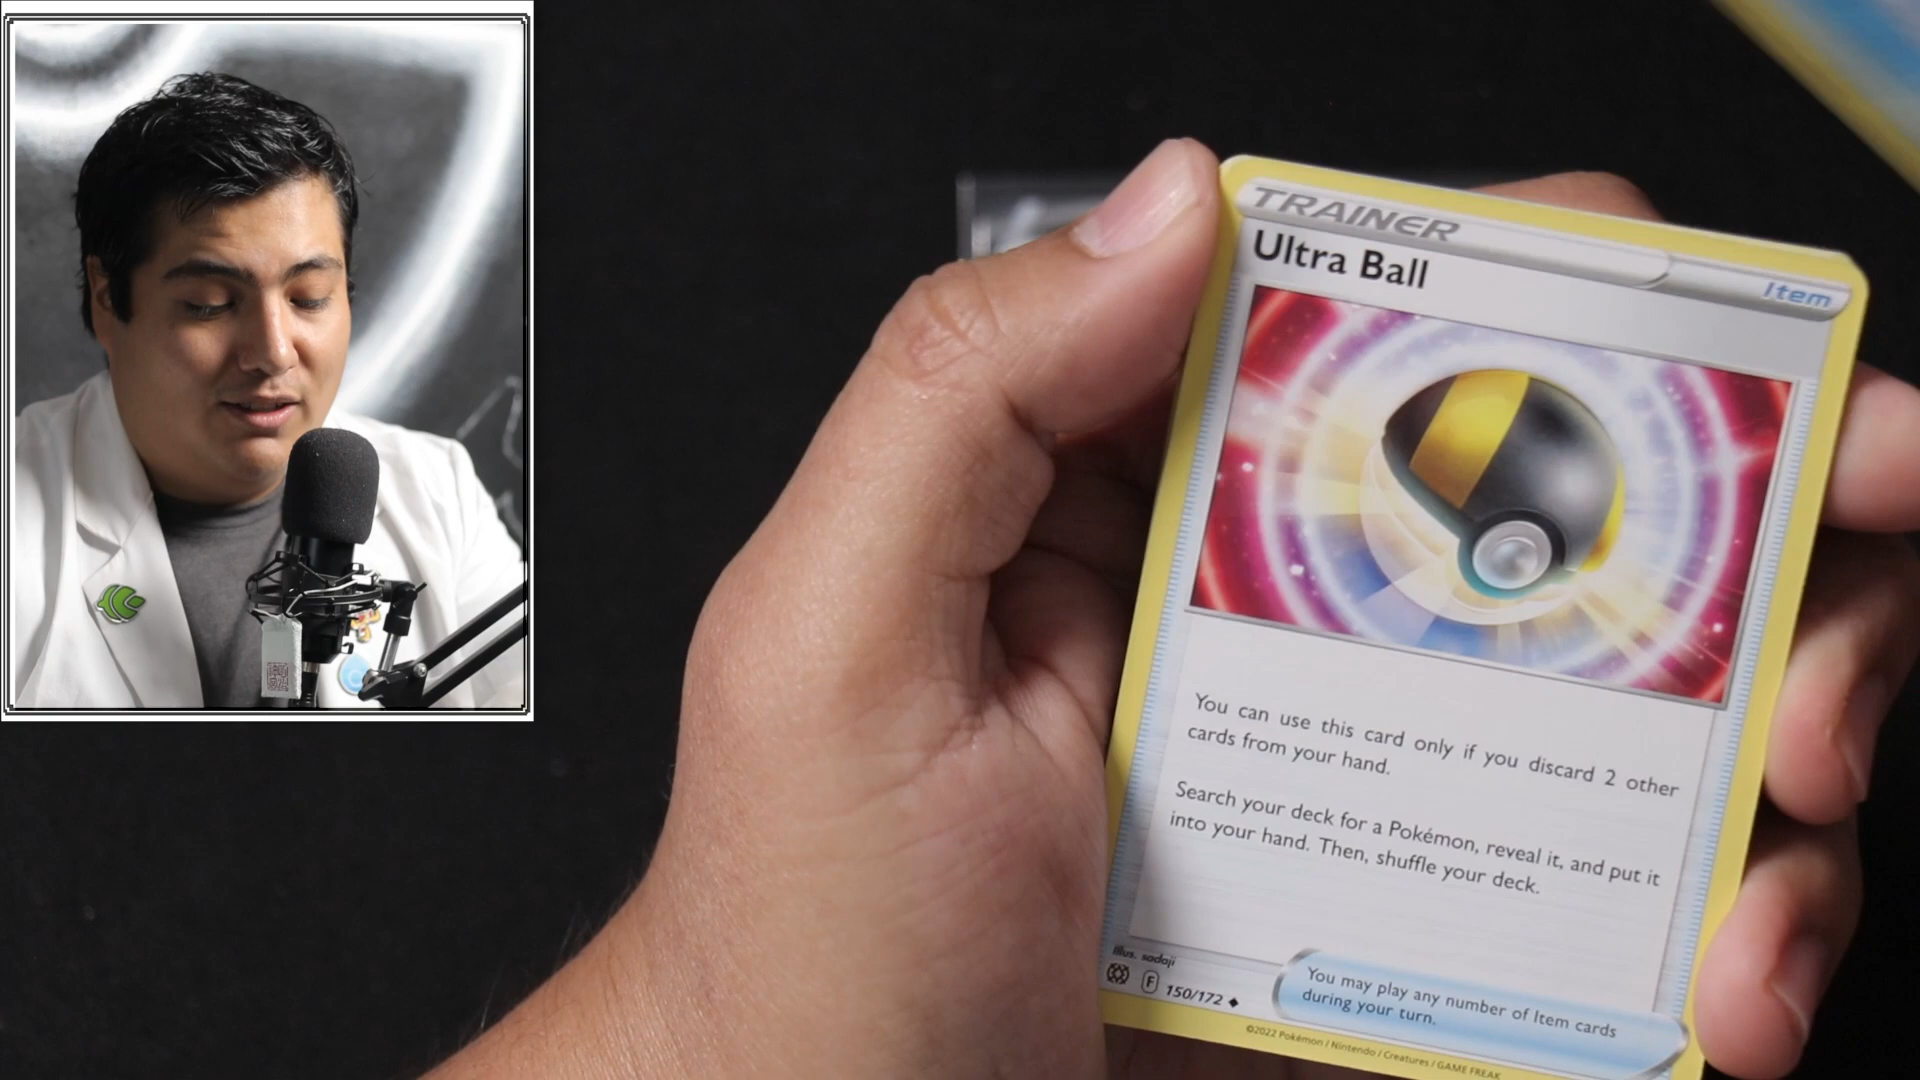 TRAINER
Ultra Ball
Item
You can use this card only if you discard 2 other
cards from your hand.
Search your deck for a Pokémon, reveal it, and put it
into your hand. Then, shuffle your deck.
Illus. sadaji
F 150/172
You may play any number of Item cards
during your turn.
©2022 Pokémon / Nintendo / Creatures / GAME FREAK